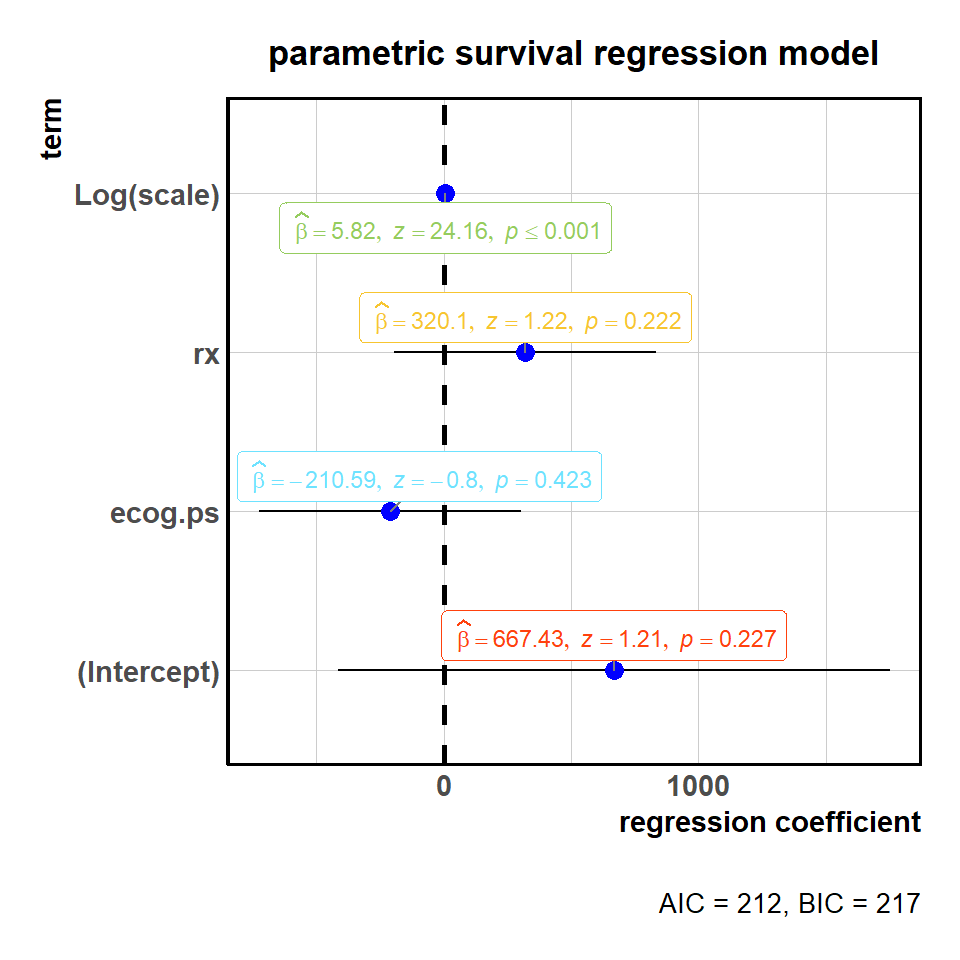 parametric survival regression model
term
Log(scale)
β̂ = 5.82, z = 24.16, p ≤ 0.001
β̂ = 320.1, z = 1.22, p = 0.222
rx
β̂ = −210.59, z = −0.8, p = 0.423
ecog.ps
β̂ = 667.43, z = 1.21, p = 0.227
(Intercept)
0 1000
regression coefficient
AIC = 212, BIC = 217